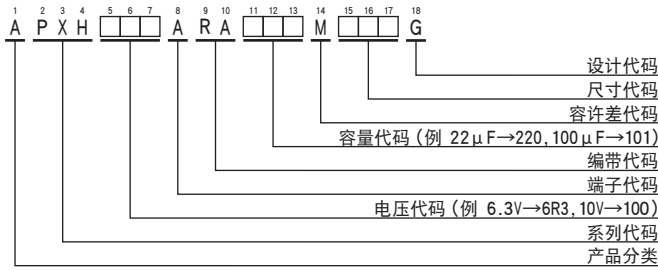 1 2 3 4 5 6 7 8 9 10 11 12 13 14 15 16 17 18
A P X H □□□ A R A □□□ M □□□ G
设计代码
尺寸代码
容许差代码
容量代码（例 22μF→220，100μF→101）
编带代码
端子代码
电压代码（例 6.3V→6R3，10V→100）
系列代码
产品分类